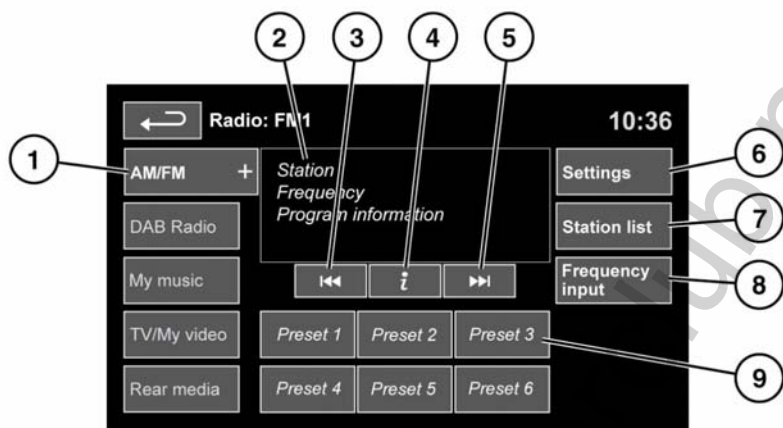 2 3 4 5
Radio: FM1 10:36
1 AM/FM +
Station
Frequency
Program information
Settings 6
DAB Radio
Station list 7
My music
i
Frequency
input 8
TV/My video Preset 1 Preset 2 Preset 3
9
Rear media Preset 4 Preset 5 Preset 6